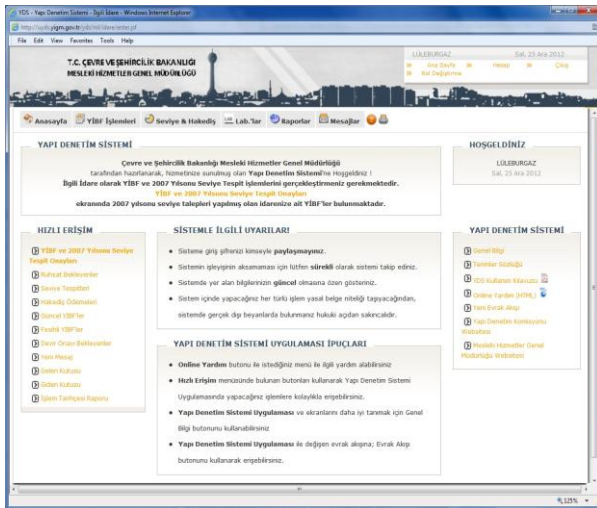 YDS - Yapı Denetim Sistemi - İlgili İdare - Windows Internet Explorer
File Edit View Favorites Tools Help
T.C. ÇEVRE VE ŞEHİRCİLİK BAKANLIĞI
MESLEKİ HİZMETLER GENEL MÜDÜRLÜĞÜ
LÜLEBURGAZ Sal, 25 Ara 2012
Ana Sayfa Hesap Çıkış
Rol Değiştirme
Anasayfa YİBF İşlemleri Seviye & Hakediş Lab.'lar Raporlar Mesajlar
YAPI DENETİM SİSTEMİ
Çevre ve Şehircilik Bakanlığı Mesleki Hizmetler Genel Müdürlüğü
tarafından hazırlanarak, hizmetinize sunulmuş olan Yapı Denetim Sistemi'ne Hoşgeldiniz !
İlgili İdare olarak YİBF ve 2007 Yılsonu Seviye Tespit işlemlerini gerçekleştirmeniz gerekmektedir.
YİBF ve 2007 Yılsonu Seviye Tespit Onayları
ekranında 2007 yılsonu seviye talepleri yapılmış olan idarenize ait YİBF'ler bulunmaktadır.
HOŞGELDİNİZ
LÜLEBURGAZ
Sal, 25 Ara 2012
HIZLI ERİŞİM
YİBF ve 2007 Yılsonu Seviye
Tespit Onayları
Ruhsat Bekleyenler
Seviye Tespitleri
Hakediş Ödemeleri
Güncel YİBF'ler
Fesihli YİBF'ler
Devir Onayı Bekleyenler
Yeni Mesaj
Gelen Kutusu
Giden Kutusu
İşlem Tarihçesi Raporu
SİSTEMLE İLGİLİ UYARILAR!
Sisteme giriş şifrenizi kimseyle paylaşmayınız.
Sistemin işleyişinin aksamaması için lütfen sürekli olarak sistemi takip ediniz.
Sistemde yer alan bilgilerinizin güncel olmasına özen gösteriniz.
Sistem içinde yapacağınız her türlü işlem yasal belge niteliği taşıyacağından,
sistemde gerçek dışı beyanlarda bulunmanız hukuki açıdan sakıncalıdır.
YAPI DENETİM SİSTEMİ UYGULAMASI İPUÇLARI
Online Yardım butonu ile istediğiniz menü ile ilgili yardım alabilirsiniz
Hızlı Erişim menüsünde bulunan butonları kullanarak Yapı Denetim Sistemi
Uygulamasında yapacağınız işlemlere kolaylıkla erişebilirsiniz.
Yapı Denetim Sistemi Uygulaması ve ekranlarını daha iyi tanımak için Genel
Bilgi butonunu kullanabilirsiniz
Yapı Denetim Sistemi Uygulaması ile değişen evrak akışına; Evrak Akışı
butonunu kullanarak erişebilirsiniz.
YAPI DENETİM SİSTEMİ
Genel Bilgi
Terimler Sözlüğü
YDS Kullanım Kılavuzu
Online Yardım (HTML)
Yeni Evrak Akışı
Yapı Denetim Komisyonu
Websitesi
Mesleki Hizmetler Genel
Müdürlüğü Websitesi
125%